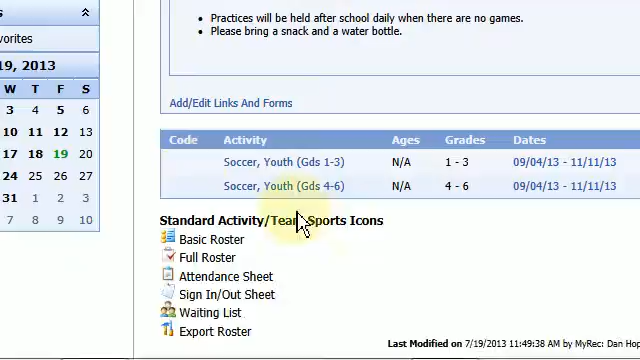 Practices will be held after school daily when there are no games.
Please bring a snack and a water bottle.
avorites
19, 2013
W T F S
3 4 5 6
10 11 12 13
17 18 19 20
24 25 26 27
31 1 2 3
7 8 9 10
Add/Edit Links And Forms
Code Activity Ages Grades Dates
Soccer, Youth (Gds 1-3) N/A 1 - 3 09/04/13 - 11/11/13
Soccer, Youth (Gds 4-6) N/A 4 - 6 09/04/13 - 11/11/13
Standard Activity/Team Sports Icons
Basic Roster
Full Roster
Attendance Sheet
Sign In/Out Sheet
Waiting List
Export Roster
Last Modified on 7/19/2013 11:49:38 AM by MyRec: Dan Hop